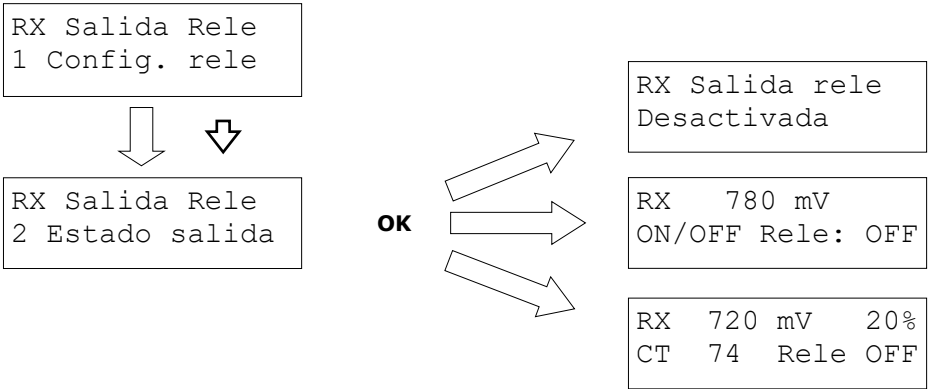 RX Salida Rele
1 Config. rele
RX Salida Rele
2 Estado salida
OK
RX Salida rele
Desactivada
RX 780 mV
ON/OFF Rele: OFF
RX 720 mV 20%
CT 74 Rele OFF